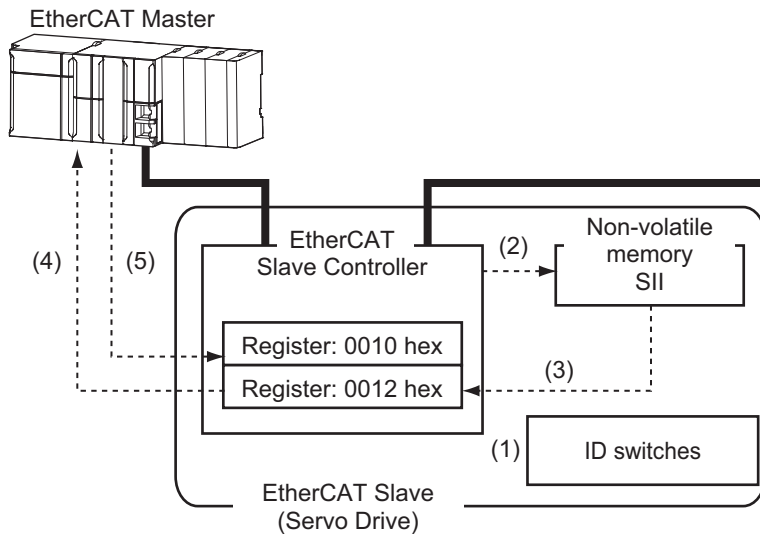 EtherCAT Master
(4)
(5)
EtherCAT
Slave Controller
(2)
Non-volatile
memory
SII
Register: 0010 hex
Register: 0012 hex
(3)
(1)
ID switches
EtherCAT Slave
(Servo Drive)